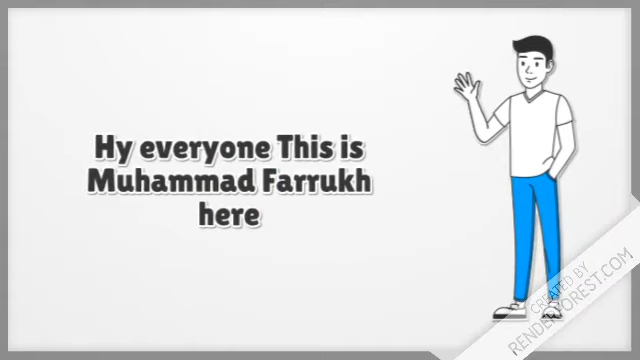 Hy everyone This is
Muhammad Farrukh
here
CREATED BY
RENDERFOREST.COM